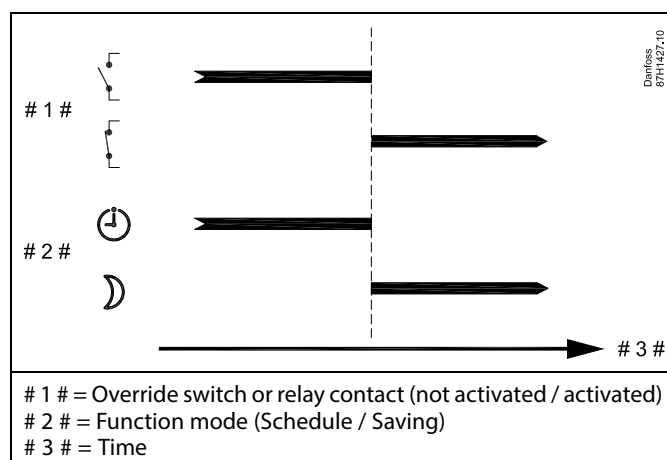 Danfoss
87H1427.10
# 1 #
# 2 #
# 3 #
# 1 # = Override switch or relay contact (not activated / activated)
# 2 # = Function mode (Schedule / Saving)
# 3 # = Time